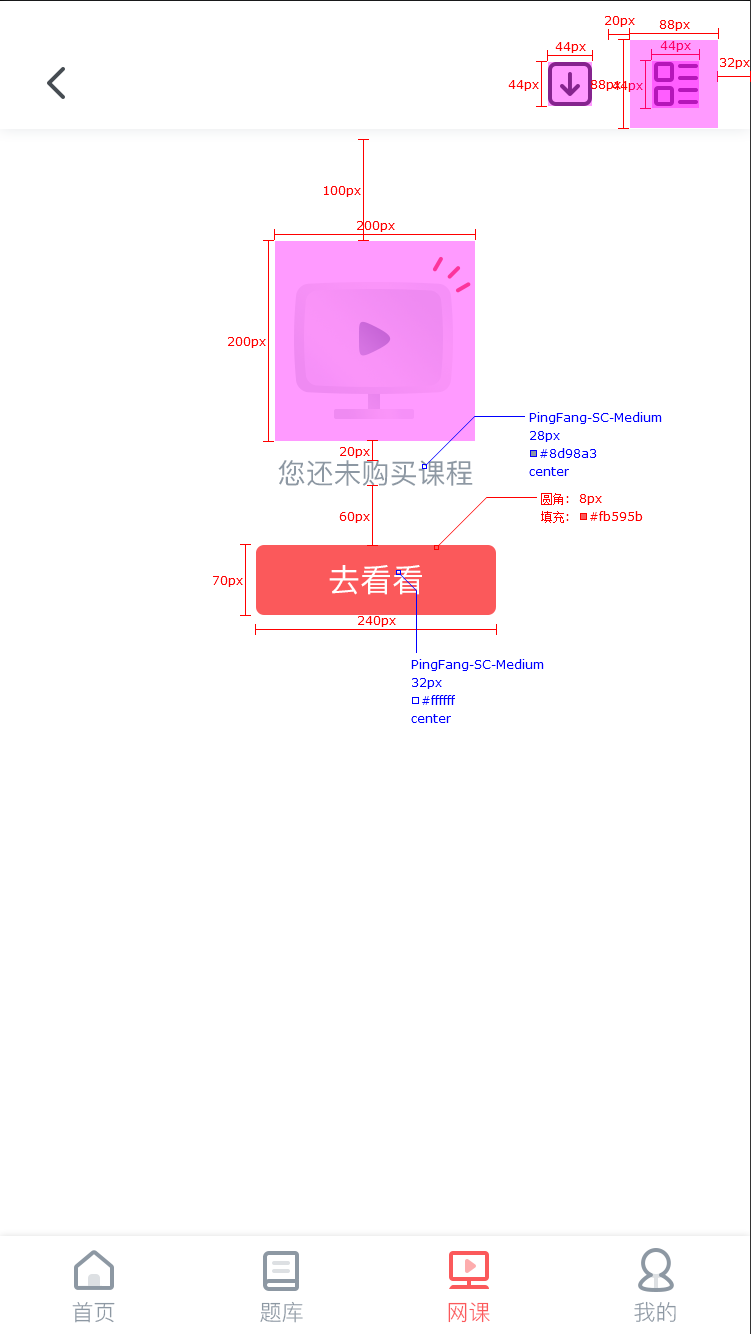 20px
88px
44px
44px
32px
44px
88px
44px
100px
200px
200px
PingFang-SC-Medium
28px
#8d98a3
center
20px
您还未购买课程
圆角: 8px
填充: #fb595b
60px
70px
去看看
240px
PingFang-SC-Medium
32px
#ffffff
center
首页
题库
网课
我的